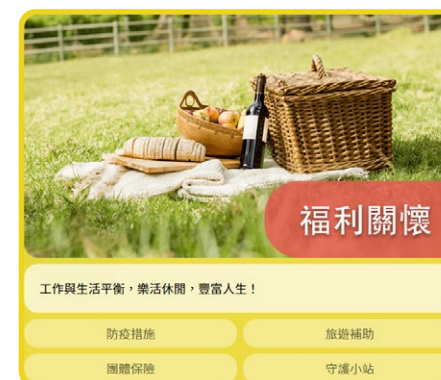 福利關懷
工作與生活平衡，樂活休閒，豐富人生！
防疫措施
旅遊補助
團體保險
守護小站